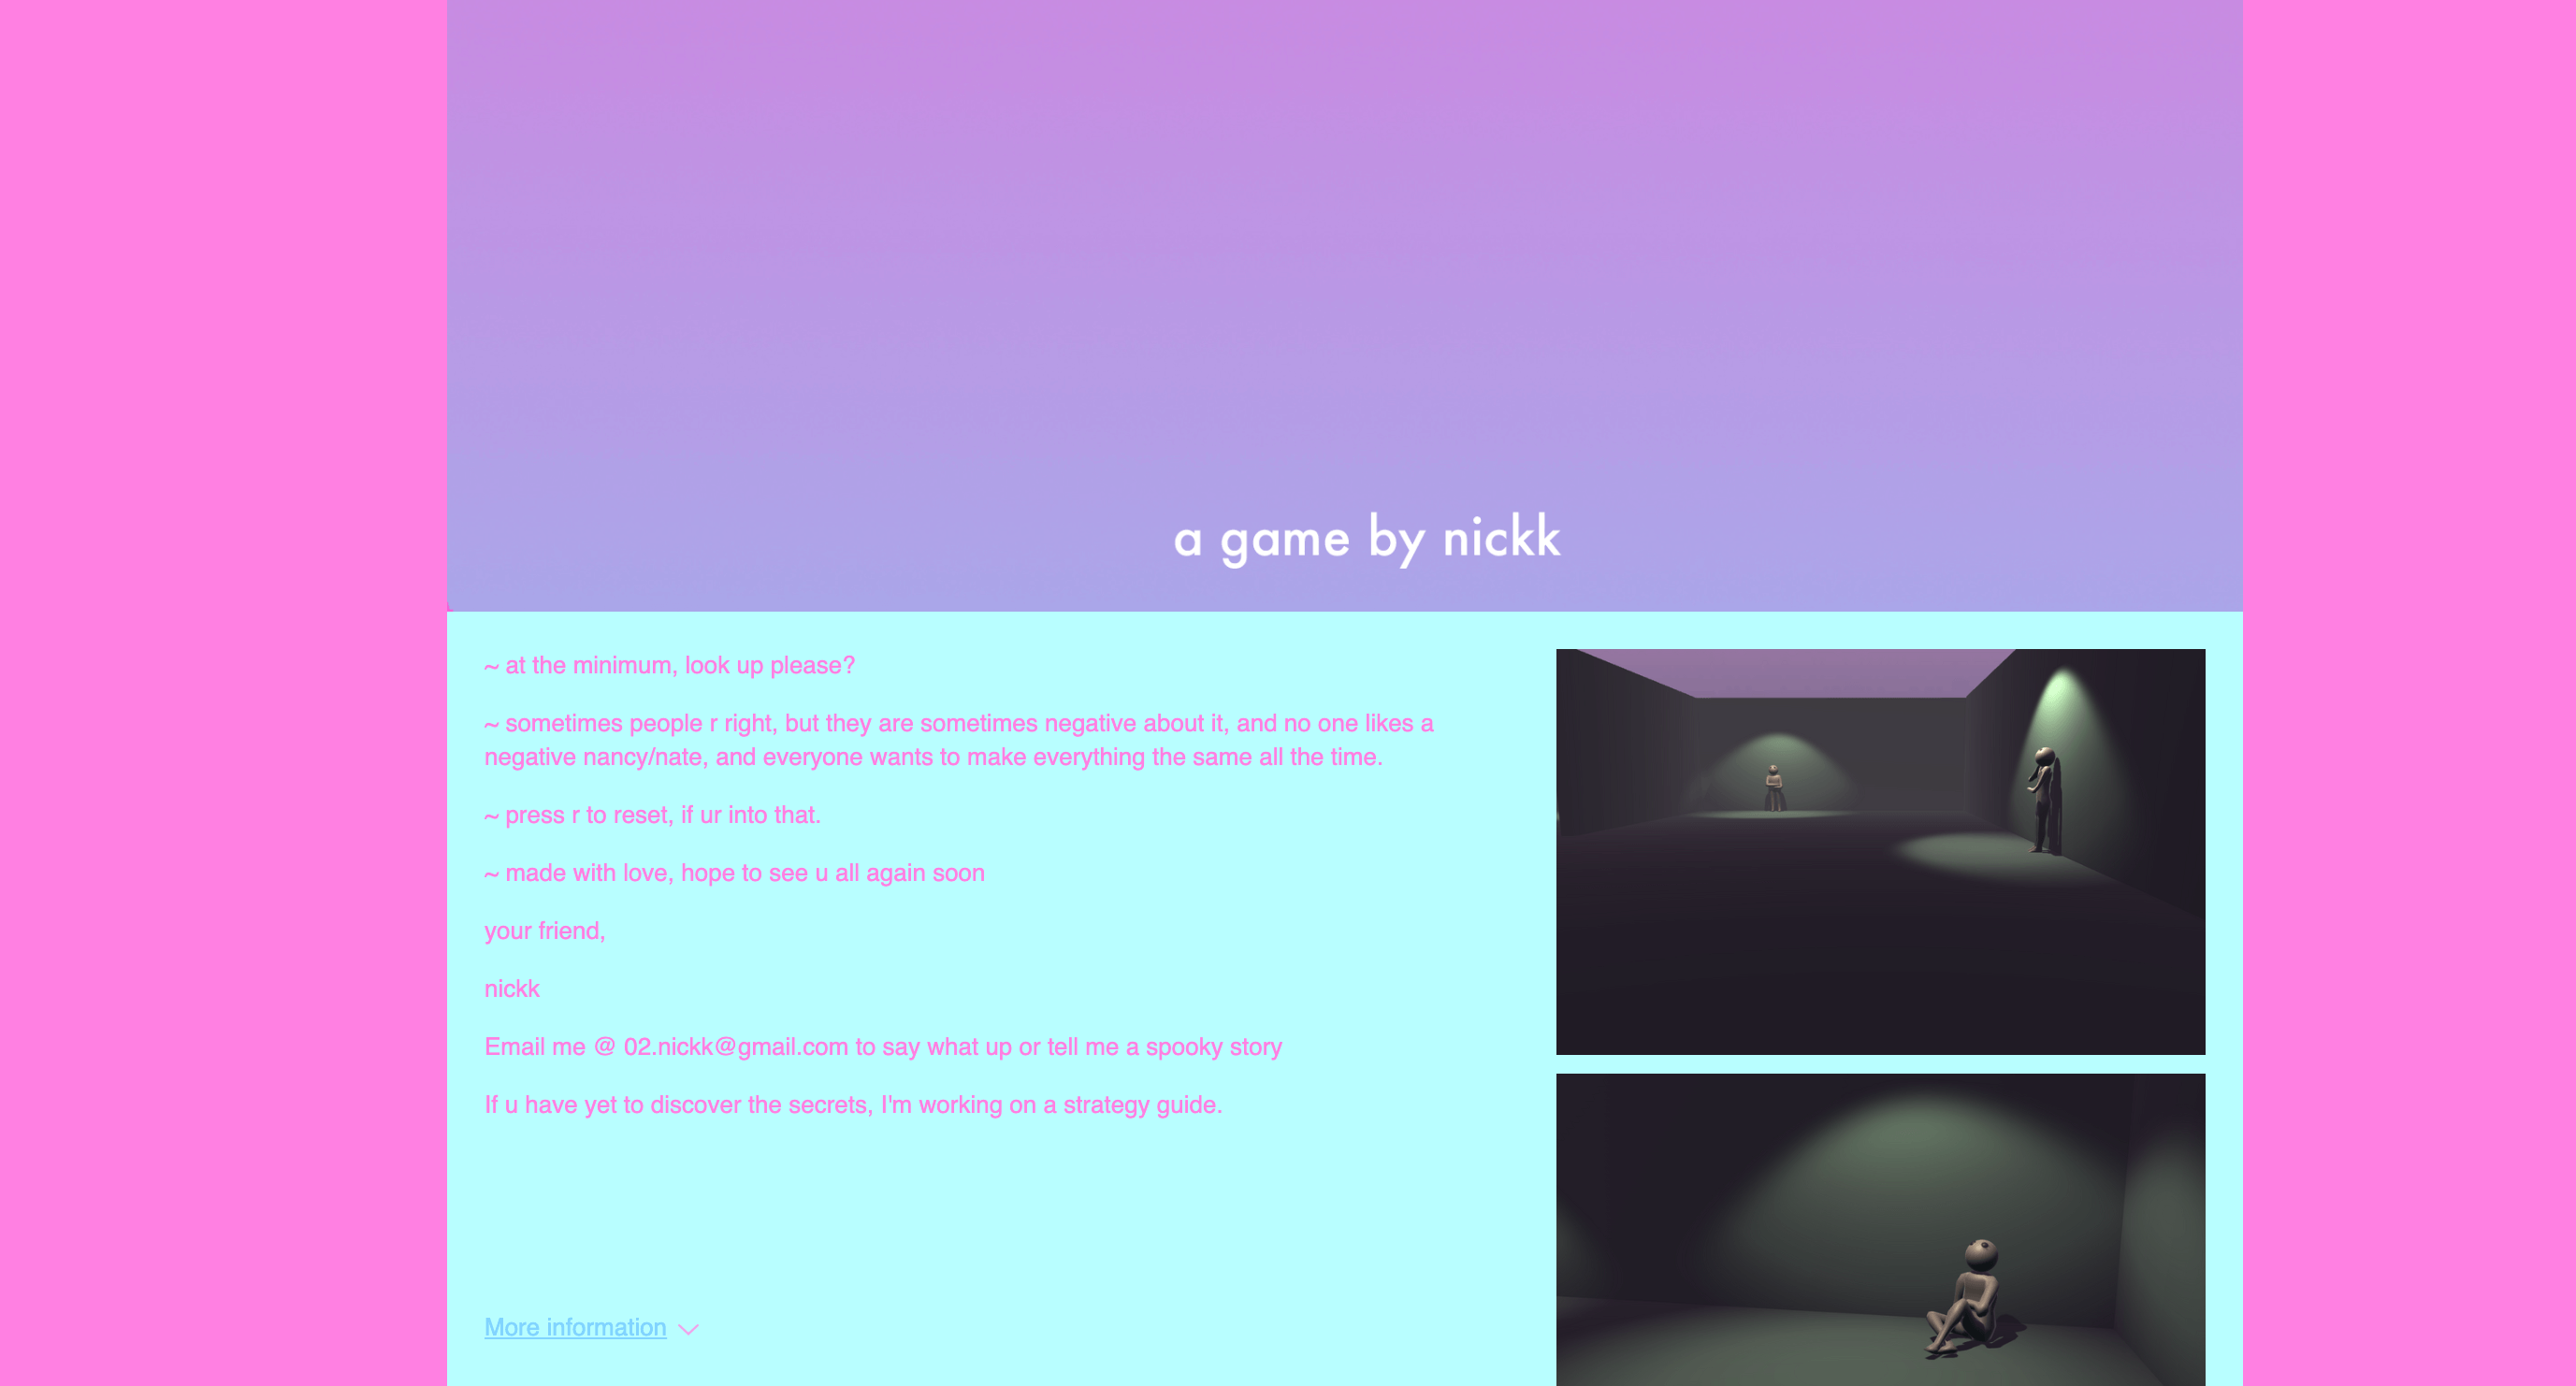 a game by nickk
~ at the minimum, look up please?
~ sometimes people r right, but they are sometimes negative about it, and no one likes a
negative nancy/nate, and everyone wants to make everything the same all the time.
~ press r to reset, if ur into that.
~ made with love, hope to see u all again soon
your friend,
nickk
Email me @ 02.nickk@gmail.com to say what up or tell me a spooky story
If u have yet to discover the secrets, I'm working on a strategy guide.
More information